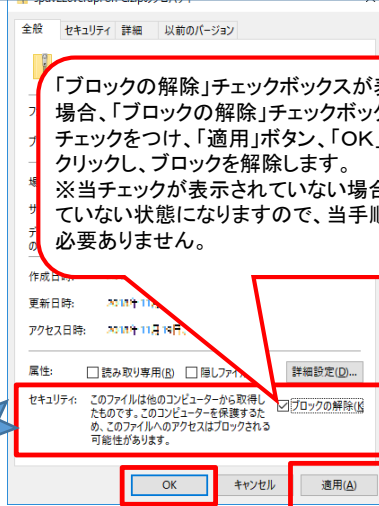 全般 セキュリティ 詳細 以前のバージョン
「ブロックの解除」チェックボックスが
場合、「ブロックの解除」チェックボッ
チェックをつけ、「適用」ボタン、「OK」
クリックし、ブロックを解除します。
※当チェックが表示されていない場合
ていない状態になりますので、当手
必要ありません。
作成日時:
更新日時:
アクセス日時:
属性: 読み取り専用(R) 隠しファイ 詳細設定(D)...
セキュリティ: このファイルは他のコンピューターから取得し
たものです。このコンピューターを保護するた
め、このファイルへのアクセスはブロックされる
可能性があります。
ブロックの解除(K
OK キャンセル 適用(A)